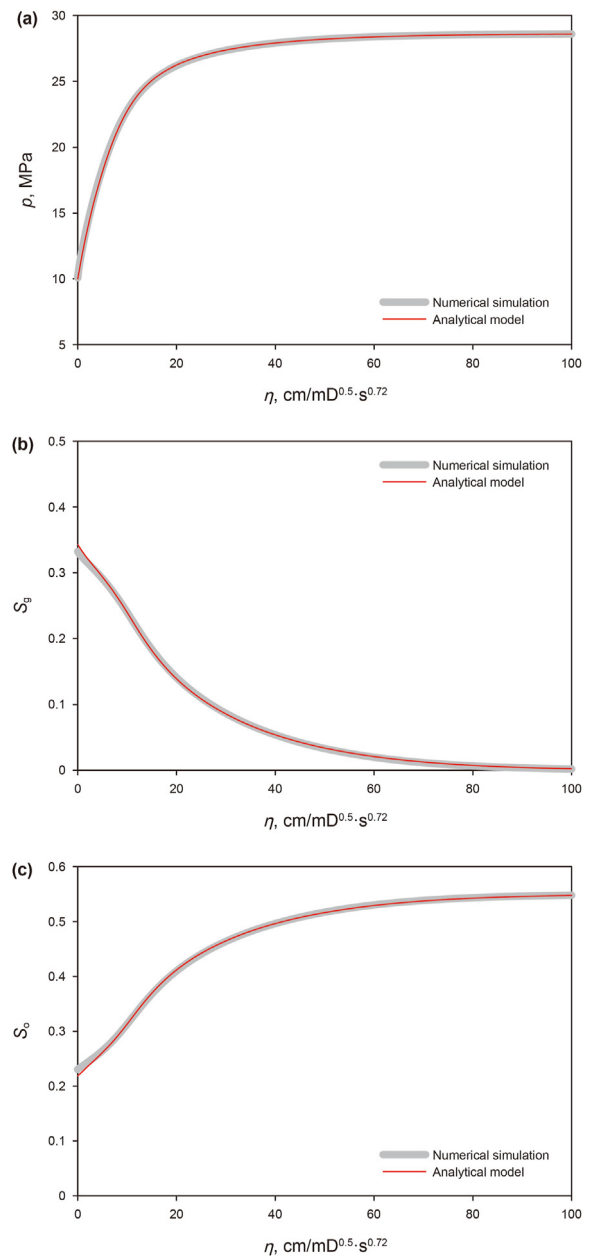 (a)
30
25
20
15
10
5
p, MPa
Numerical simulation
Analytical model
0 20 40 60 80 100
η, cm/mD^0.5·s^0.72
(b)
0.5
0.4
0.3
0.2
0.1
0
Sg
Numerical simulation
Analytical model
0 20 40 60 80 100
η, cm/mD^0.5·s^0.72
(c)
0.6
0.5
0.4
0.3
0.2
0.1
0
So
Numerical simulation
Analytical model
0 20 40 60 80 100
η, cm/mD^0.5·s^0.72